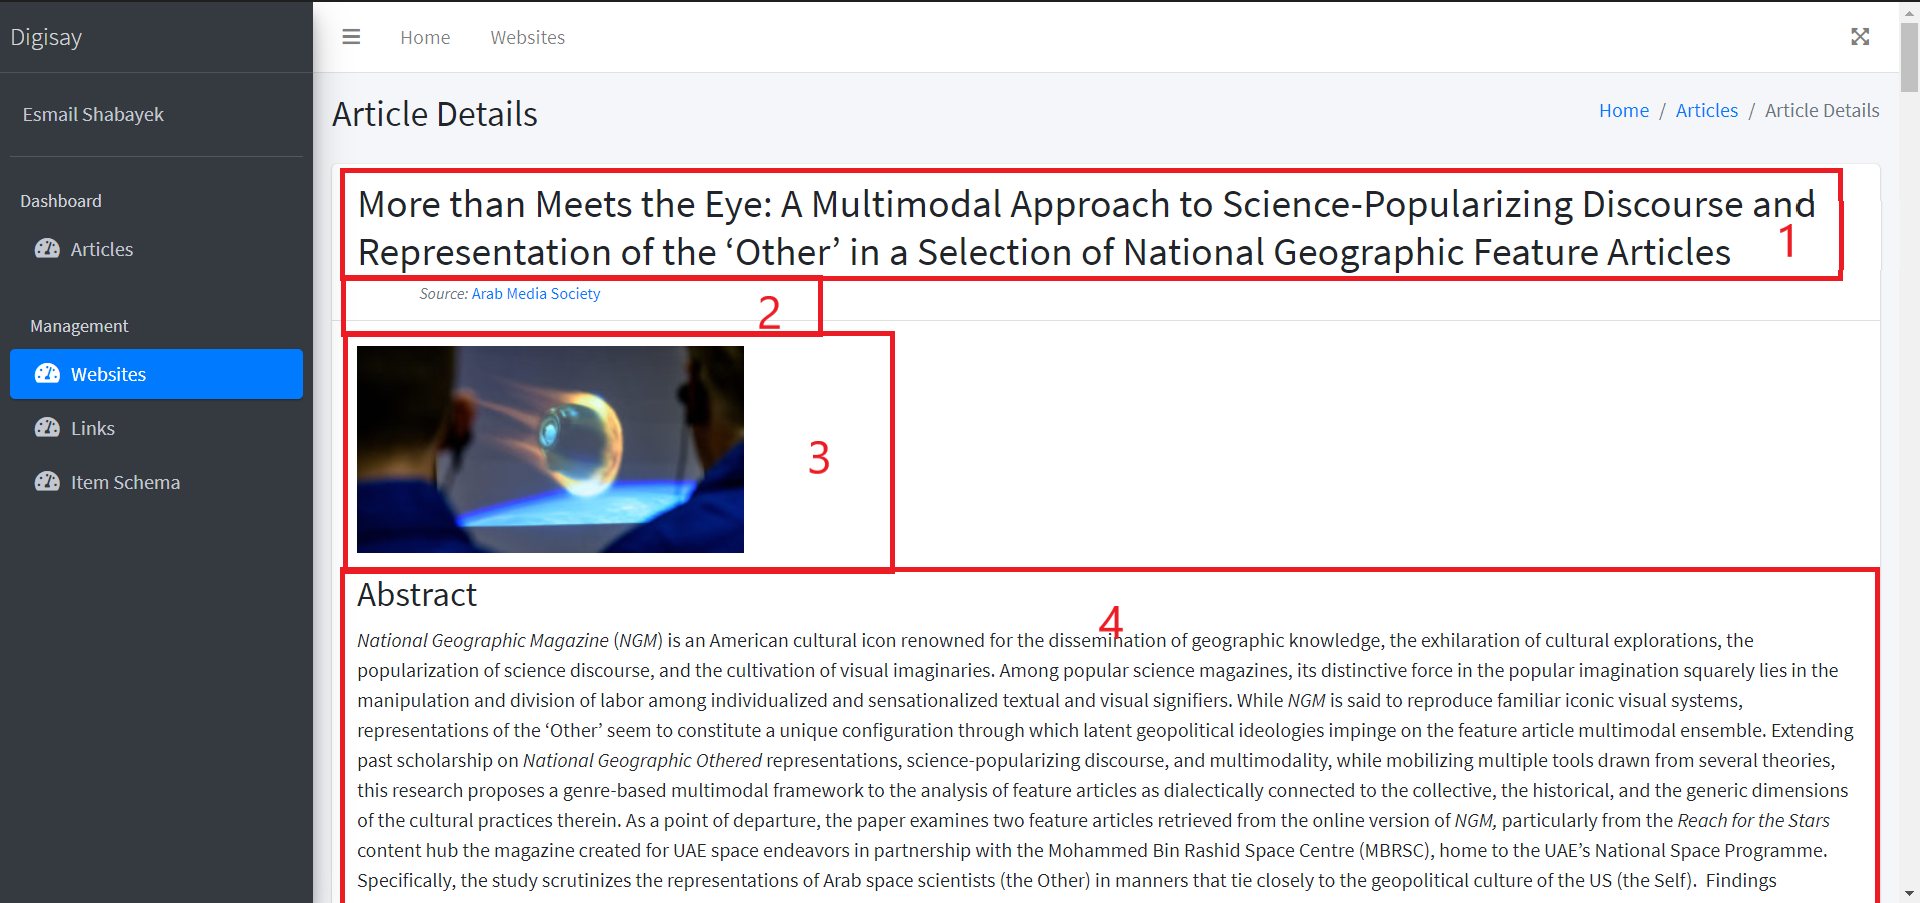 Digisay
Home
Websites
Esmail Shabayek
Dashboard
Articles
Management
Websites
Links
Item Schema
Article Details
Home / Articles / Article Details
More than Meets the Eye: A Multimodal Approach to Science-Popularizing Discourse and
Representation of the ‘Other’ in a Selection of National Geographic Feature Articles
1
Source: Arab Media Society
2
3
Abstract
4
National Geographic Magazine (NGM) is an American cultural icon renowned for the dissemination of geographic knowledge, the exhilaration of cultural explorations, the
popularization of science discourse, and the cultivation of visual imaginaries. Among popular science magazines, its distinctive force in the popular imagination squarely lies in the
manipulation and division of labor among individualized and sensationalized textual and visual signifiers. While NGM is said to reproduce familiar iconic visual systems,
representations of the ‘Other’ seem to constitute a unique configuration through which latent geopolitical ideologies impinge on the feature article multimodal ensemble. Extending
past scholarship on National Geographic Othered representations, science-popularizing discourse, and multimodality, while mobilizing multiple tools drawn from several theories,
this research proposes a genre-based multimodal framework to the analysis of feature articles as dialectically connected to the collective, the historical, and the generic dimensions
of the cultural practices therein. As a point of departure, the paper examines two feature articles retrieved from the online version of NGM, particularly from the Reach for the Stars
content hub the magazine created for UAE space endeavors in partnership with the Mohammed Bin Rashid Space Centre (MBRSC), home to the UAE’s National Space Programme.
Specifically, the study scrutinizes the representations of Arab space scientists (the Other) in manners that tie closely to the geopolitical culture of the US (the Self). Findings